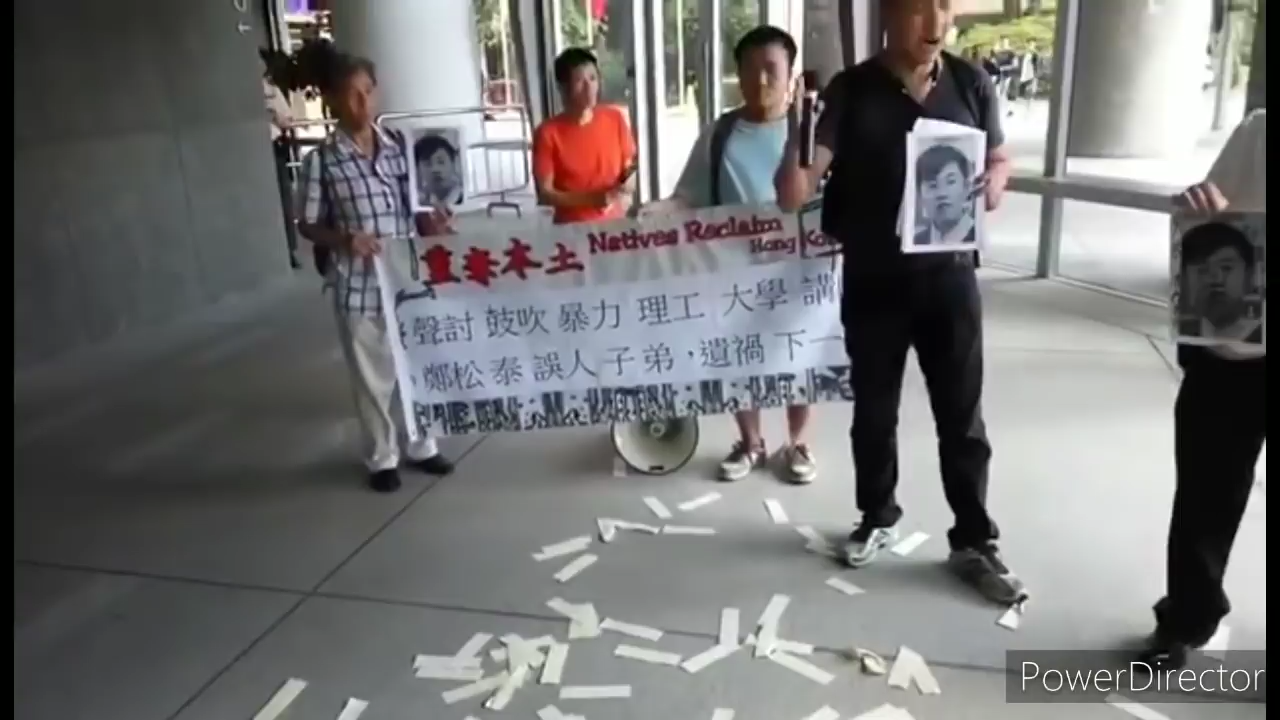 重奪本土 Natives Reclaim
Hong Kong
聲討 鼓吹 暴力 理工 大學 講
，鄭松 泰 誤人 子 弟，遺禍 下一
PowerDirector